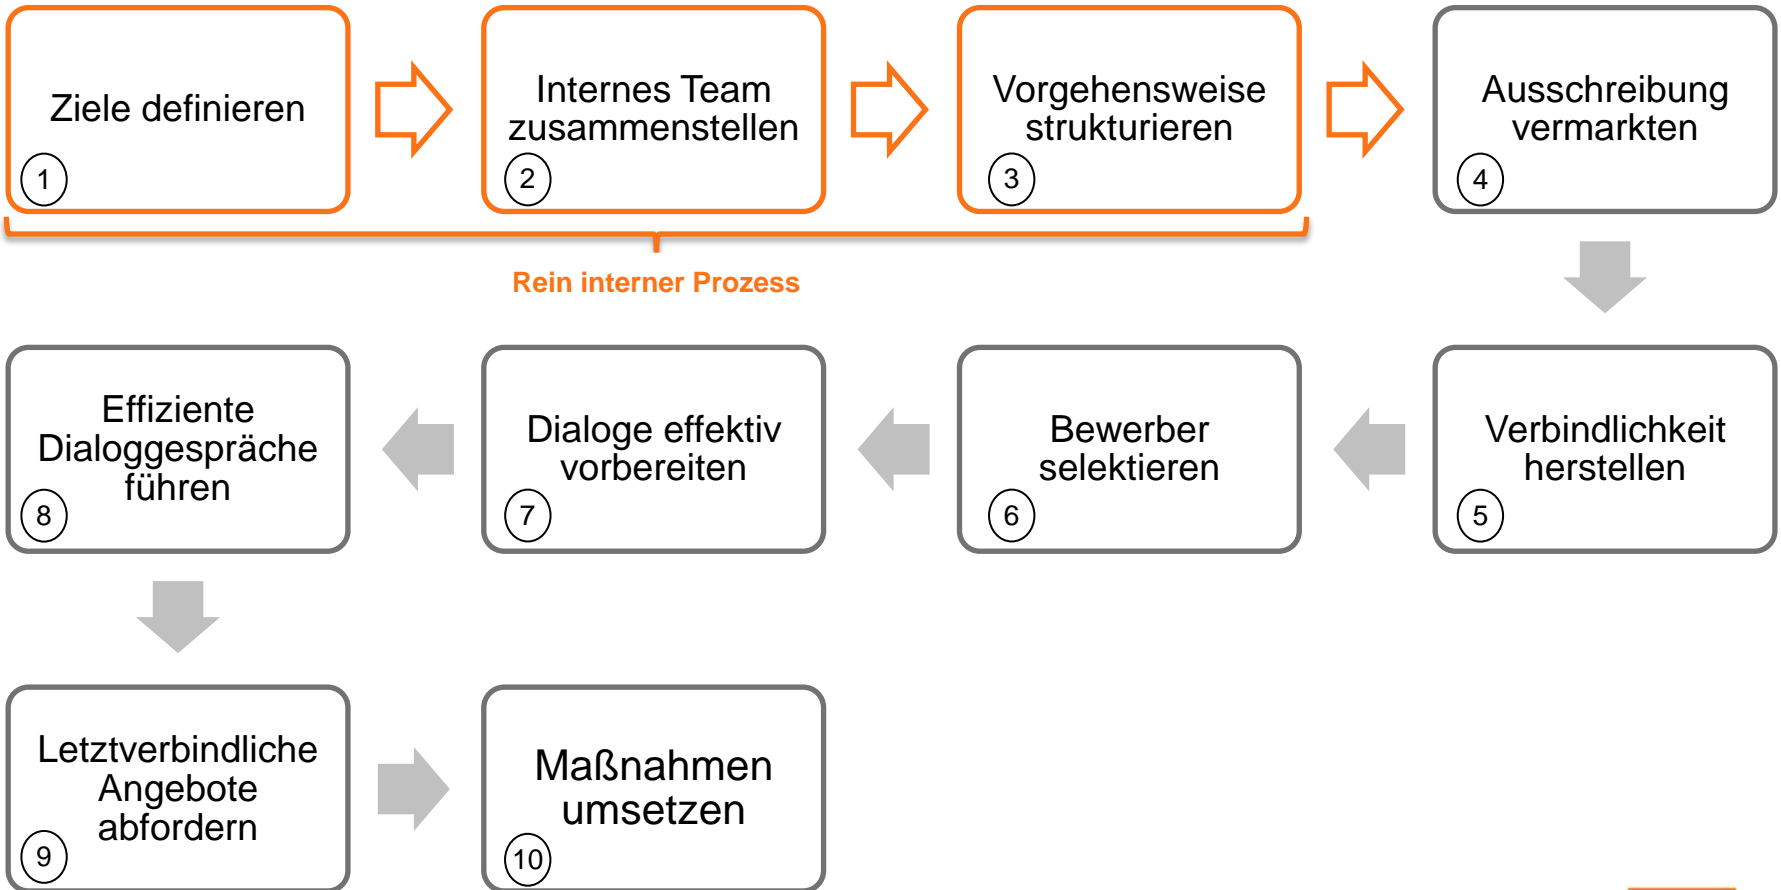 Ziele definieren
1
Internes Team
zusammenstellen
2
Vorgehensweise
strukturieren
3
Ausschreibung
vermarkten
4
Rein interner Prozess
Effiziente
Dialoggespräche
führen
8
Dialoge effektiv
vorbereiten
7
Bewerber
selektieren
6
Verbindlichkeit
herstellen
5
Letztverbindliche
Angebote
abfordern
9
Maßnahmen
umsetzen
10